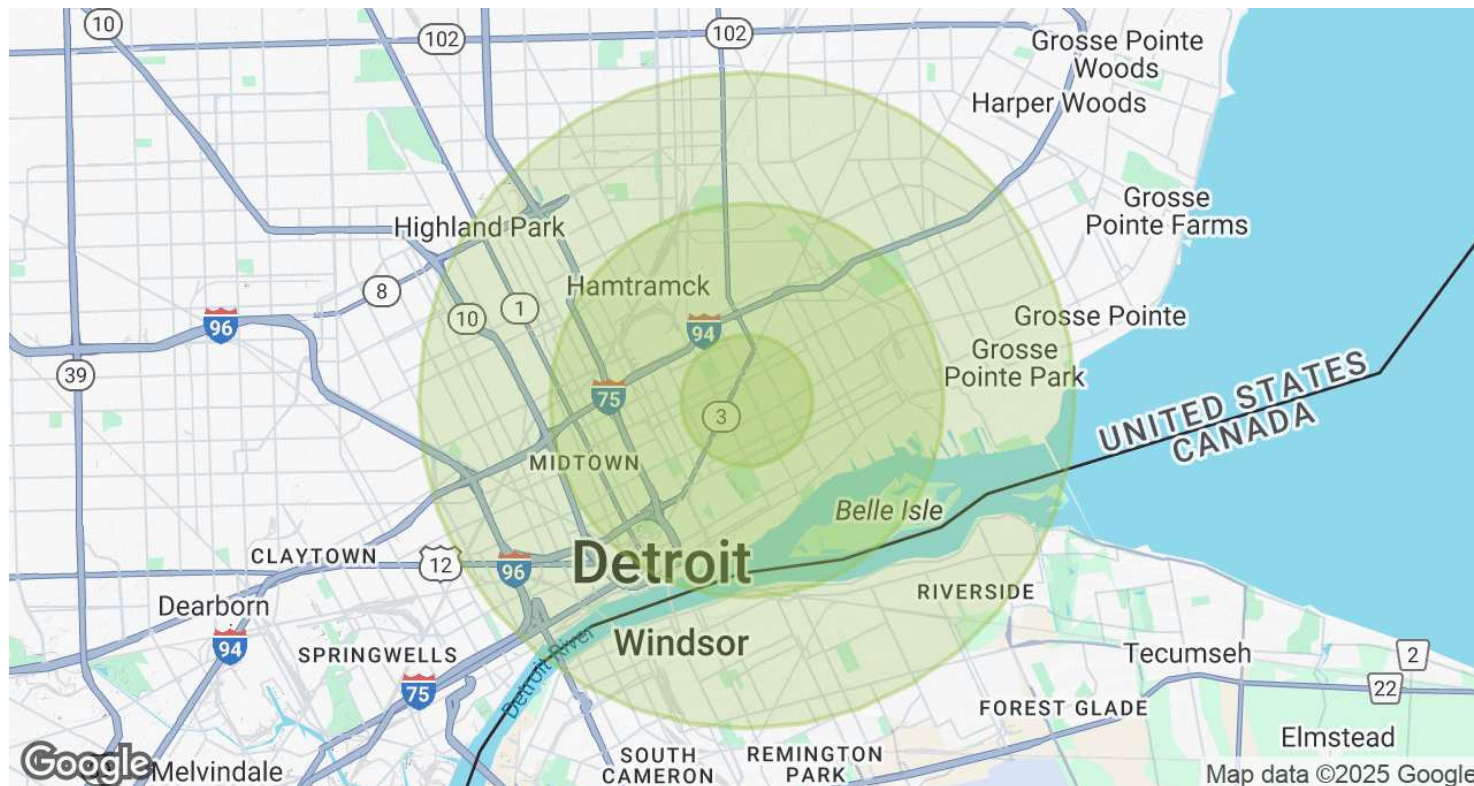 10
102
102
Grosse Pointe
Woods
Harper Woods
Grosse
Pointe Farms
Highland Park
Hamtramck
8
10
1
96
94
Grosse Pointe
39
Grosse
Pointe Park
75
3
UNITED STATES
CANADA
MIDTOWN
Belle Isle
CLAYTOWN
12
96
Detroit
RIVERSIDE
Dearborn
94
SPRINGWELLS
Detroit River
Windsor
Tecumseh
2
75
22
FOREST GLADE
Elmstead
SOUTH
CAMERON
REMINGTON
PARK
Google
Melvindale
Map data ©2025 Google